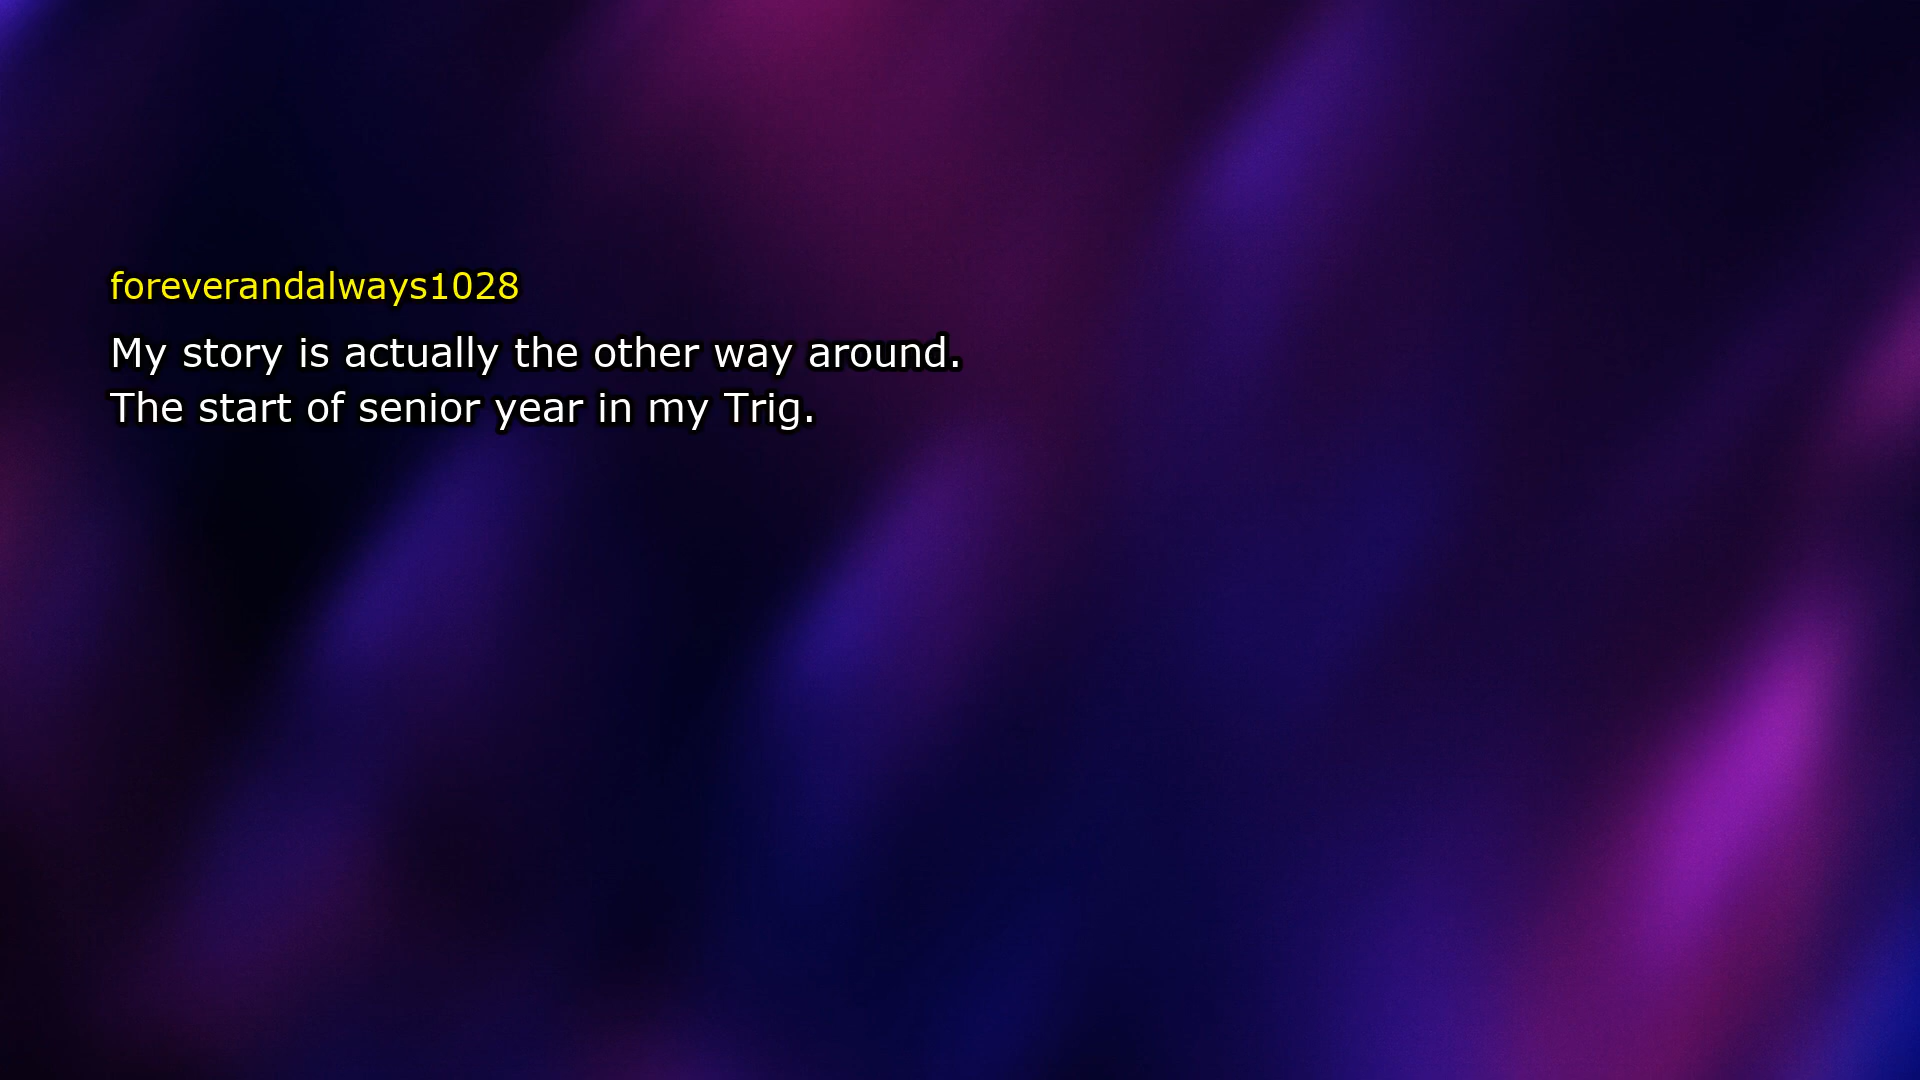 foreverandalways1028
My story is actually the other way around.
The start of senior year in my Trig.